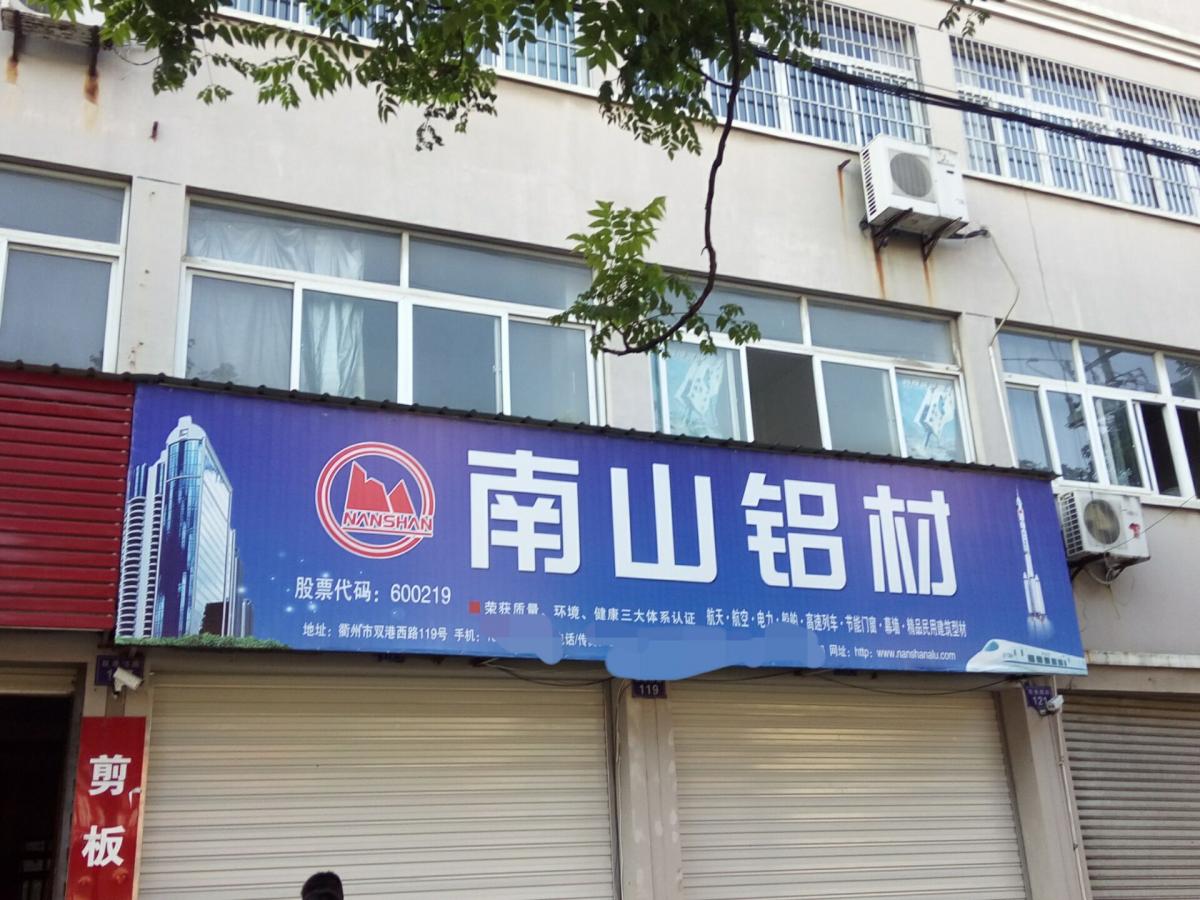 南山铝材
NANSHAN
股票代码：600219
荣获质量、环境、健康三大体系认证 航天·航空·电力·船舶·高速列车·节能门窗·幕墙·精品民用建筑型材
地址：衢州市双港西路119号 手机：
网址：http：www.nanshanalu.com
119
121
剪
板